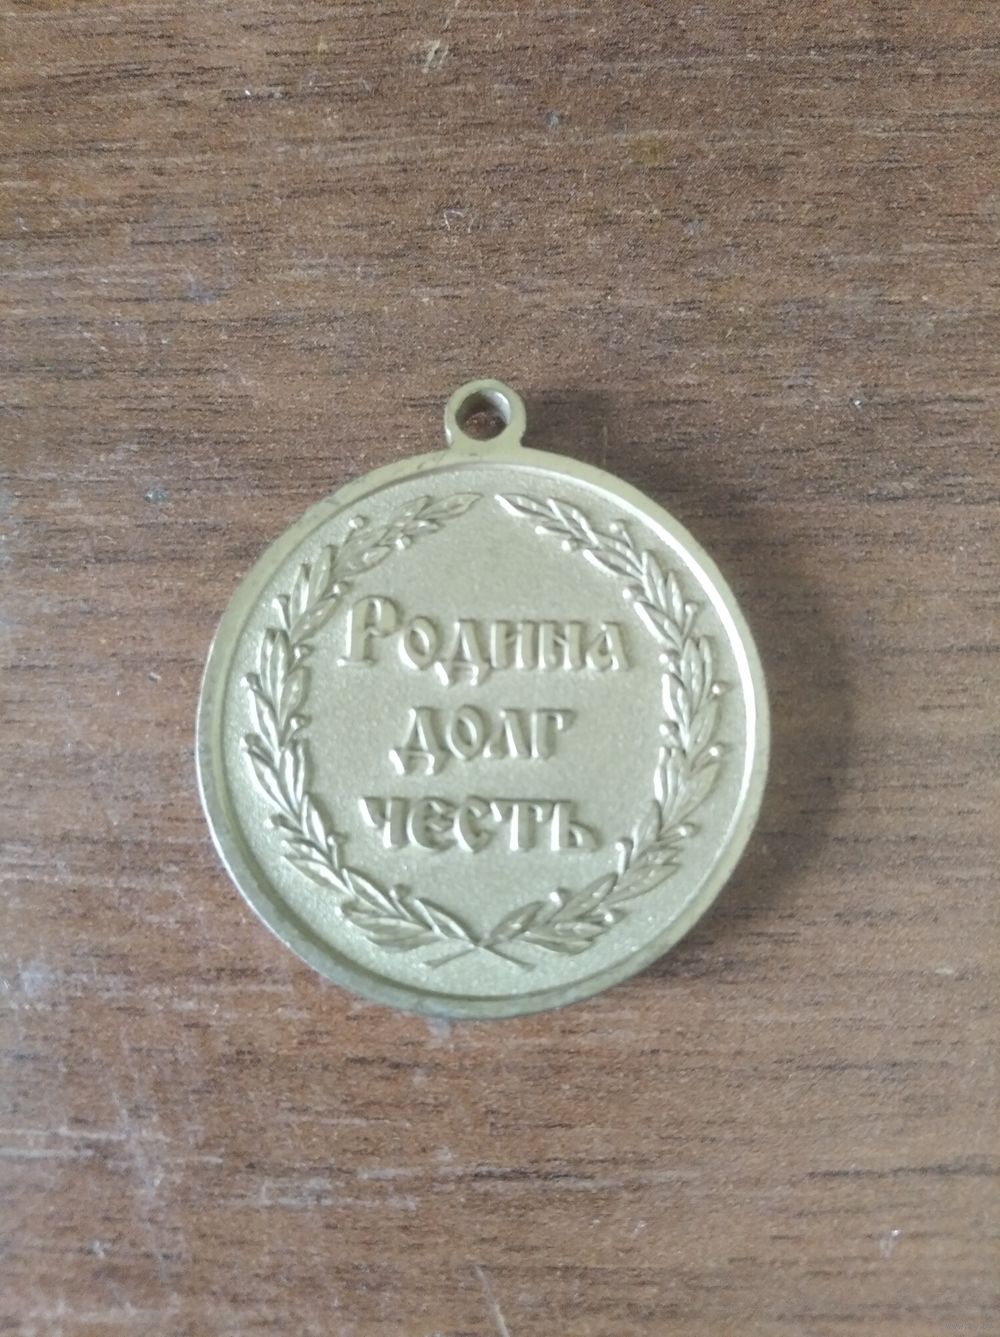 Родина
долг
честь